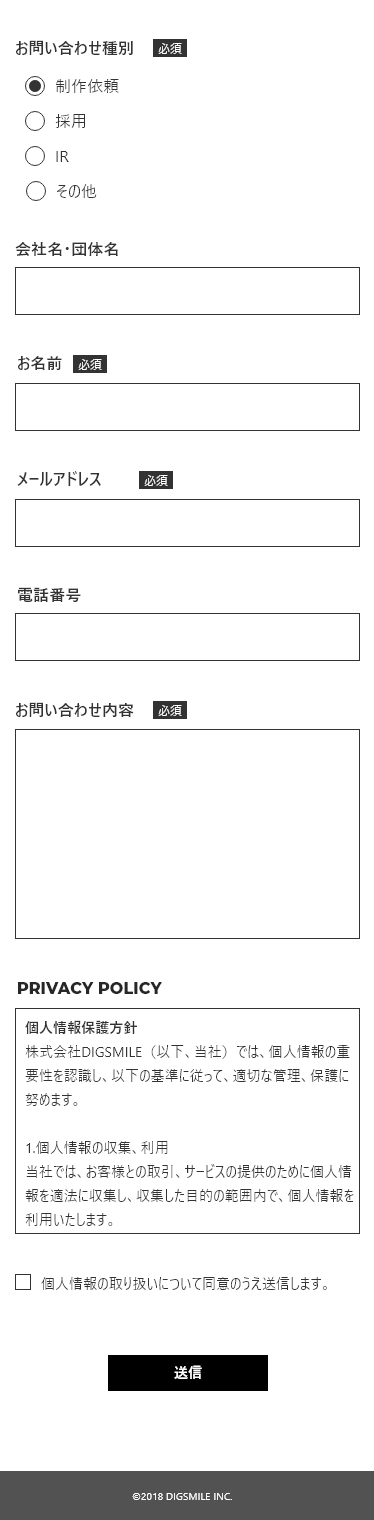 お問い合わせ種別 必須
制作依頼
採用
IR
その他
会社名・団体名
お名前 必須
メールアドレス 必須
電話番号
お問い合わせ内容 必須
PRIVACY POLICY
個人情報保護方針
株式会社DIGSMILE（以下、当社）では、個人情報の重
要性を認識し、以下の基準に従って、適切な管理、保護に
努めます。
1.個人情報の収集、利用
当社では、お客様との取引、サービスの提供のために個人情
報を適法に収集し、収集した目的の範囲内で、個人情報を
利用いたします。
個人情報の取り扱いについて同意のうえ送信します。
送信
©2018 DIGSMILE INC.